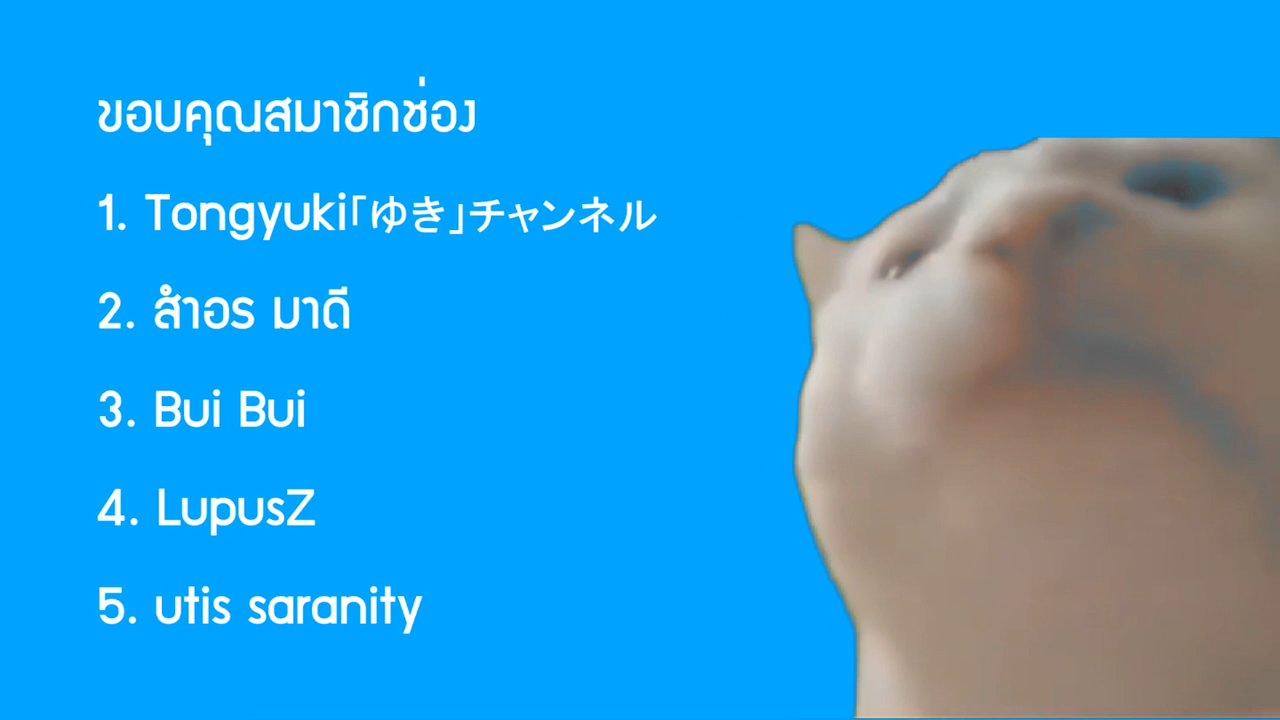 ขอบคุณสมาชิกช่อง
1. Tongyuki「ゆき」チャンネル
2. สำอร มาดี
3. Bui Bui
4. LupusZ
5. utis saranity